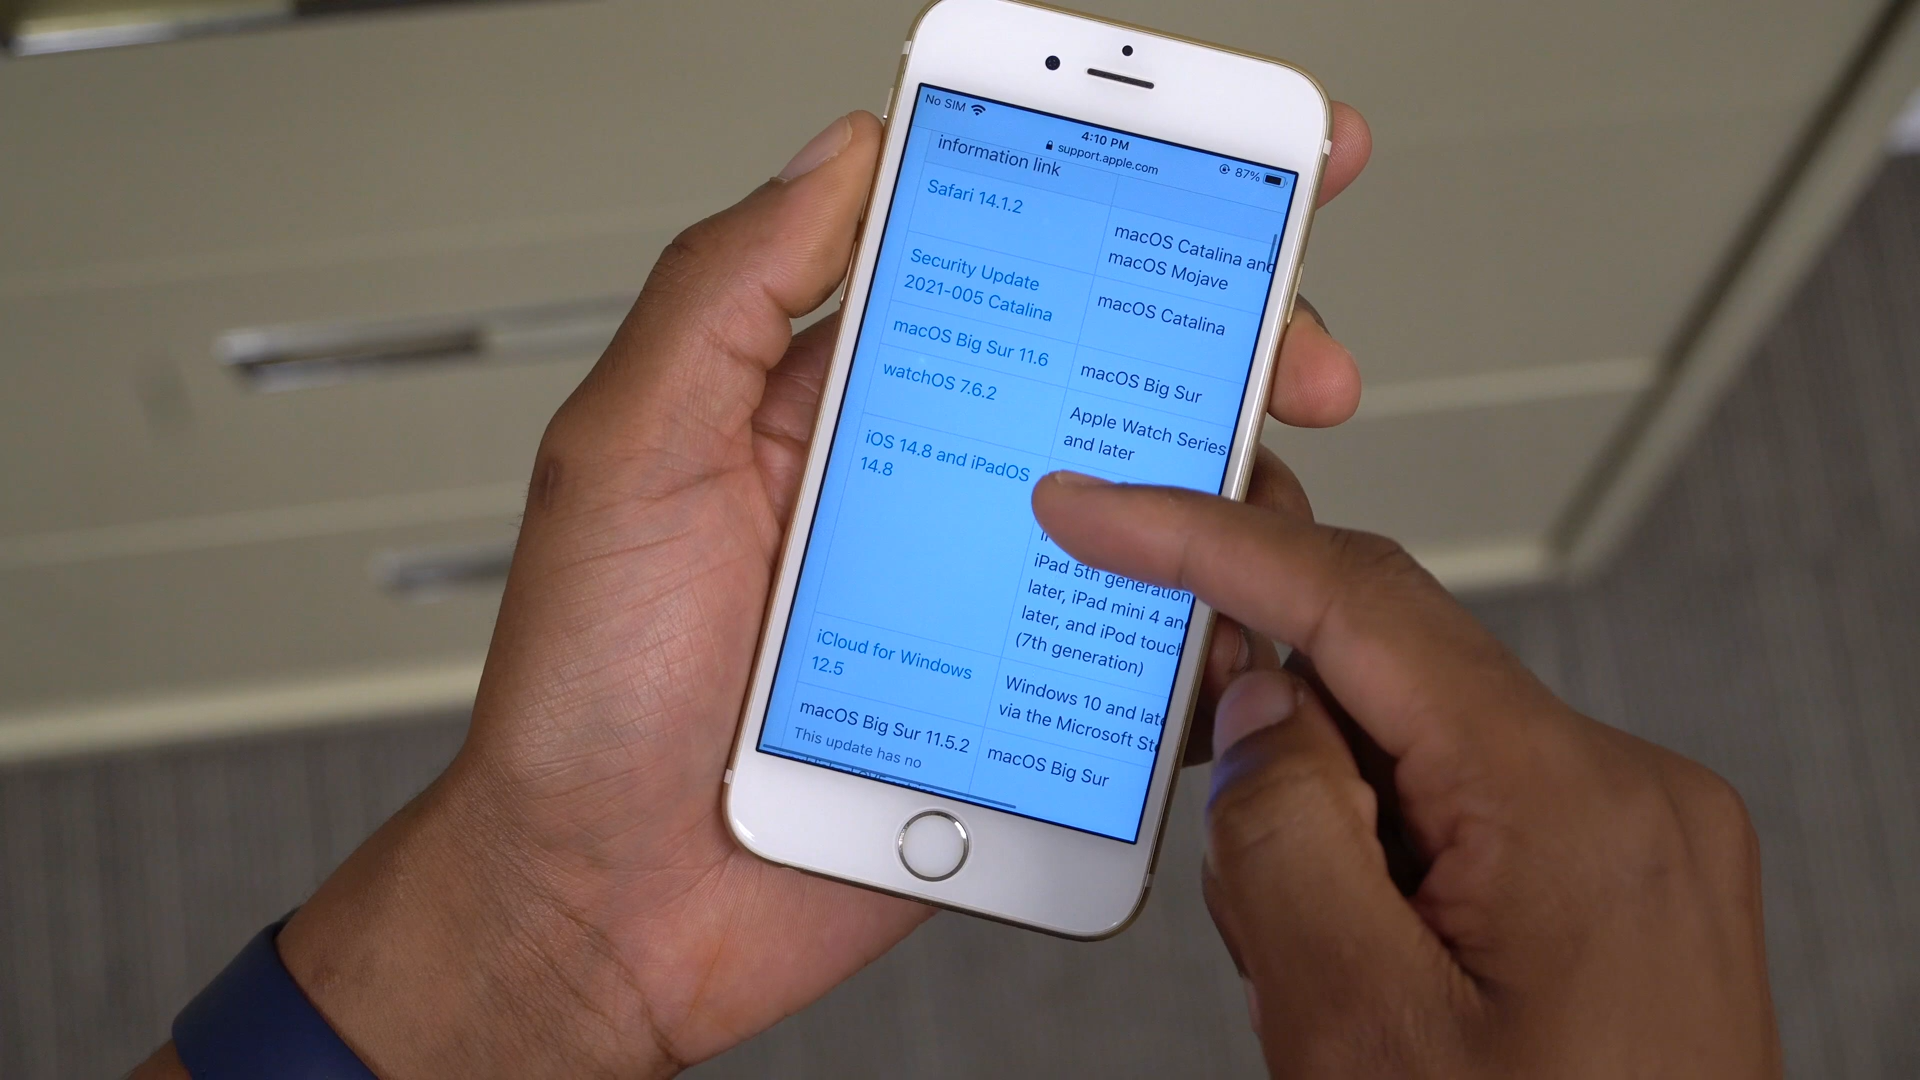 No SIM
4:10 PM
87%
support.apple.com
information link
Safari 14.1.2
macOS Catalina and
macOS Mojave
Security Update
2021-005 Catalina
macOS Catalina
macOS Big Sur 11.6
macOS Big Sur
watchOS 7.6.2
Apple Watch Series
and later
iOS 14.8 and iPadOS
14.8
iPad 5th generation
later, iPad mini 4 and
later, and iPod touch
(7th generation)
iCloud for Windows
12.5
Windows 10 and late
via the Microsoft St
macOS Big Sur 11.5.2
This update has no
macOS Big Sur